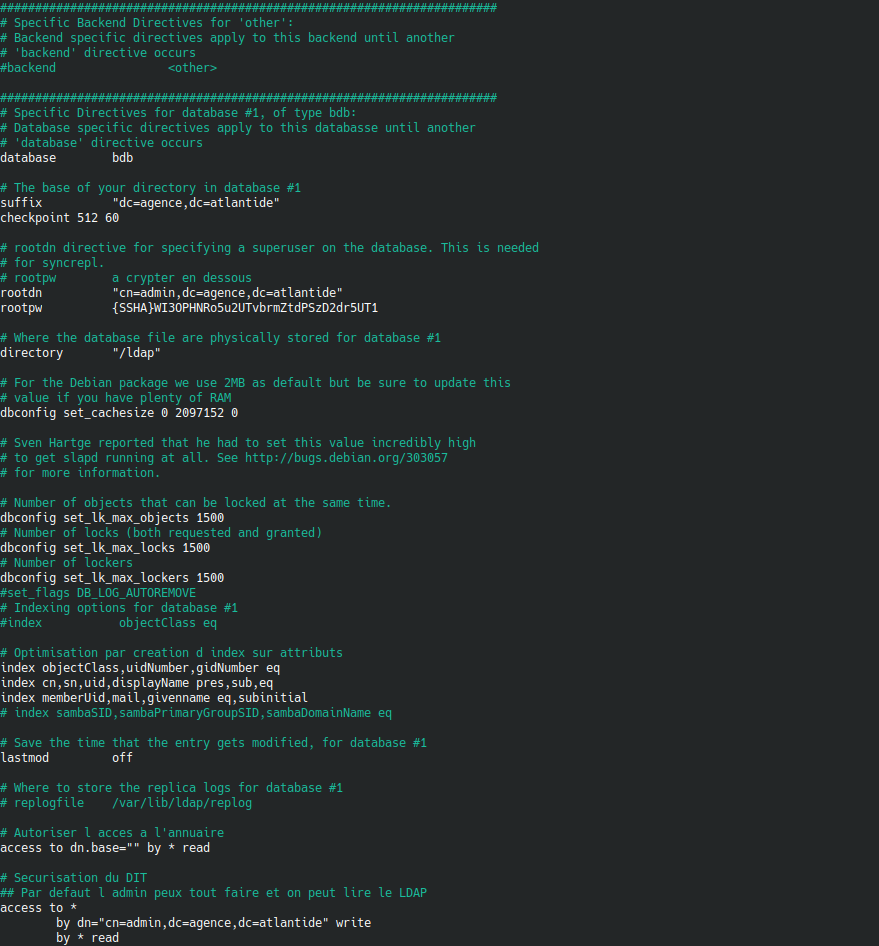 #######################################################################
# Specific Backend Directives for 'other':
# Backend specific directives apply to this backend until another
# 'backend' directive occurs
#backend                <other>
#######################################################################
# Specific Directives for database #1, of type bdb:
# Database specific directives apply to this databasse until another
# 'database' directive occurs
database        bdb
# The base of your directory in database #1
suffix          "dc=agence,dc=atlantide"
checkpoint 512 60
# rootdn directive for specifying a superuser on the database. This is needed
# for syncrepl.
# rootpw        a crypter en dessous
rootdn          "cn=admin,dc=agence,dc=atlantide"
rootpw          {SSHA}WI3OPHNRo5u2UTvbrmZtdPSzD2dr5UT1
# Where the database file are physically stored for database #1
directory       "/ldap"
# For the Debian package we use 2MB as default but be sure to update this
# value if you have plenty of RAM
dbconfig set_cachesize 0 2097152 0
# Sven Hartge reported that he had to set this value incredibly high
# to get slapd running at all. See http://bugs.debian.org/303057
# for more information.
# Number of objects that can be locked at the same time.
dbconfig set_lk_max_objects 1500
# Number of locks (both requested and granted)
dbconfig set_lk_max_locks 1500
# Number of lockers
dbconfig set_lk_max_lockers 1500
#set_flags DB_LOG_AUTOREMOVE
# Indexing options for database #1
#index           objectClass eq
# Optimisation par creation d index sur attributs
index objectClass,uidNumber,gidNumber eq
index cn,sn,uid,displayName pres,sub,eq
index memberUid,mail,givenname eq,subinitial
# index sambaSID,sambaPrimaryGroupSID,sambaDomainName eq
# Save the time that the entry gets modified, for database #1
lastmod         off
# Where to store the replica logs for database #1
# replogfile    /var/lib/ldap/replog
# Autoriser l acces a l'annuaire
access to dn.base="" by * read
# Securisation du DIT
## Par defaut l admin peux tout faire et on peut lire le LDAP
access to *
        by dn="cn=admin,dc=agence,dc=atlantide" write
        by * read